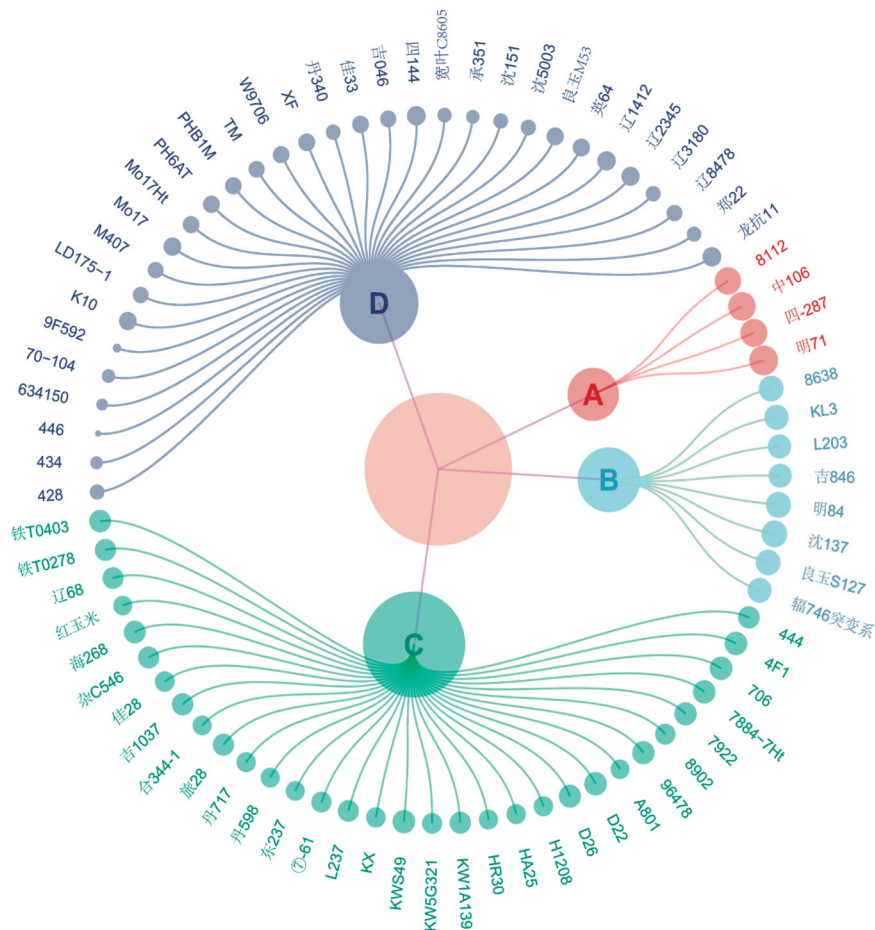 428
434
446
634150
70-104
9F592
K10
LD175-1
M407
Mo17
Mo17Ht
PH6AT
PHB1M
TM
W9706
XF
丹340
佳33
吉046
四144
宽叶C8605
承351
沈151
沈5003
良玉M53
英64
辽1412
辽2345
辽3180
辽8478
郑22
龙抗11
D
8112
中106
四-287
明71
A
8638
KL3
L203
吉846
明84
沈137
良玉S127
辐746突变系
B
444
4F1
706
7884-7Ht
7922
8902
96478
A801
D22
D26
H1208
HA25
HR30
KW1A139
KW5G321
KWS49
KX
L237
⑦-61
东237
丹598
丹717
旅28
合344-1
吉1037
佳28
杂C546
海268
红玉米
辽68
铁T0278
铁T0403
C